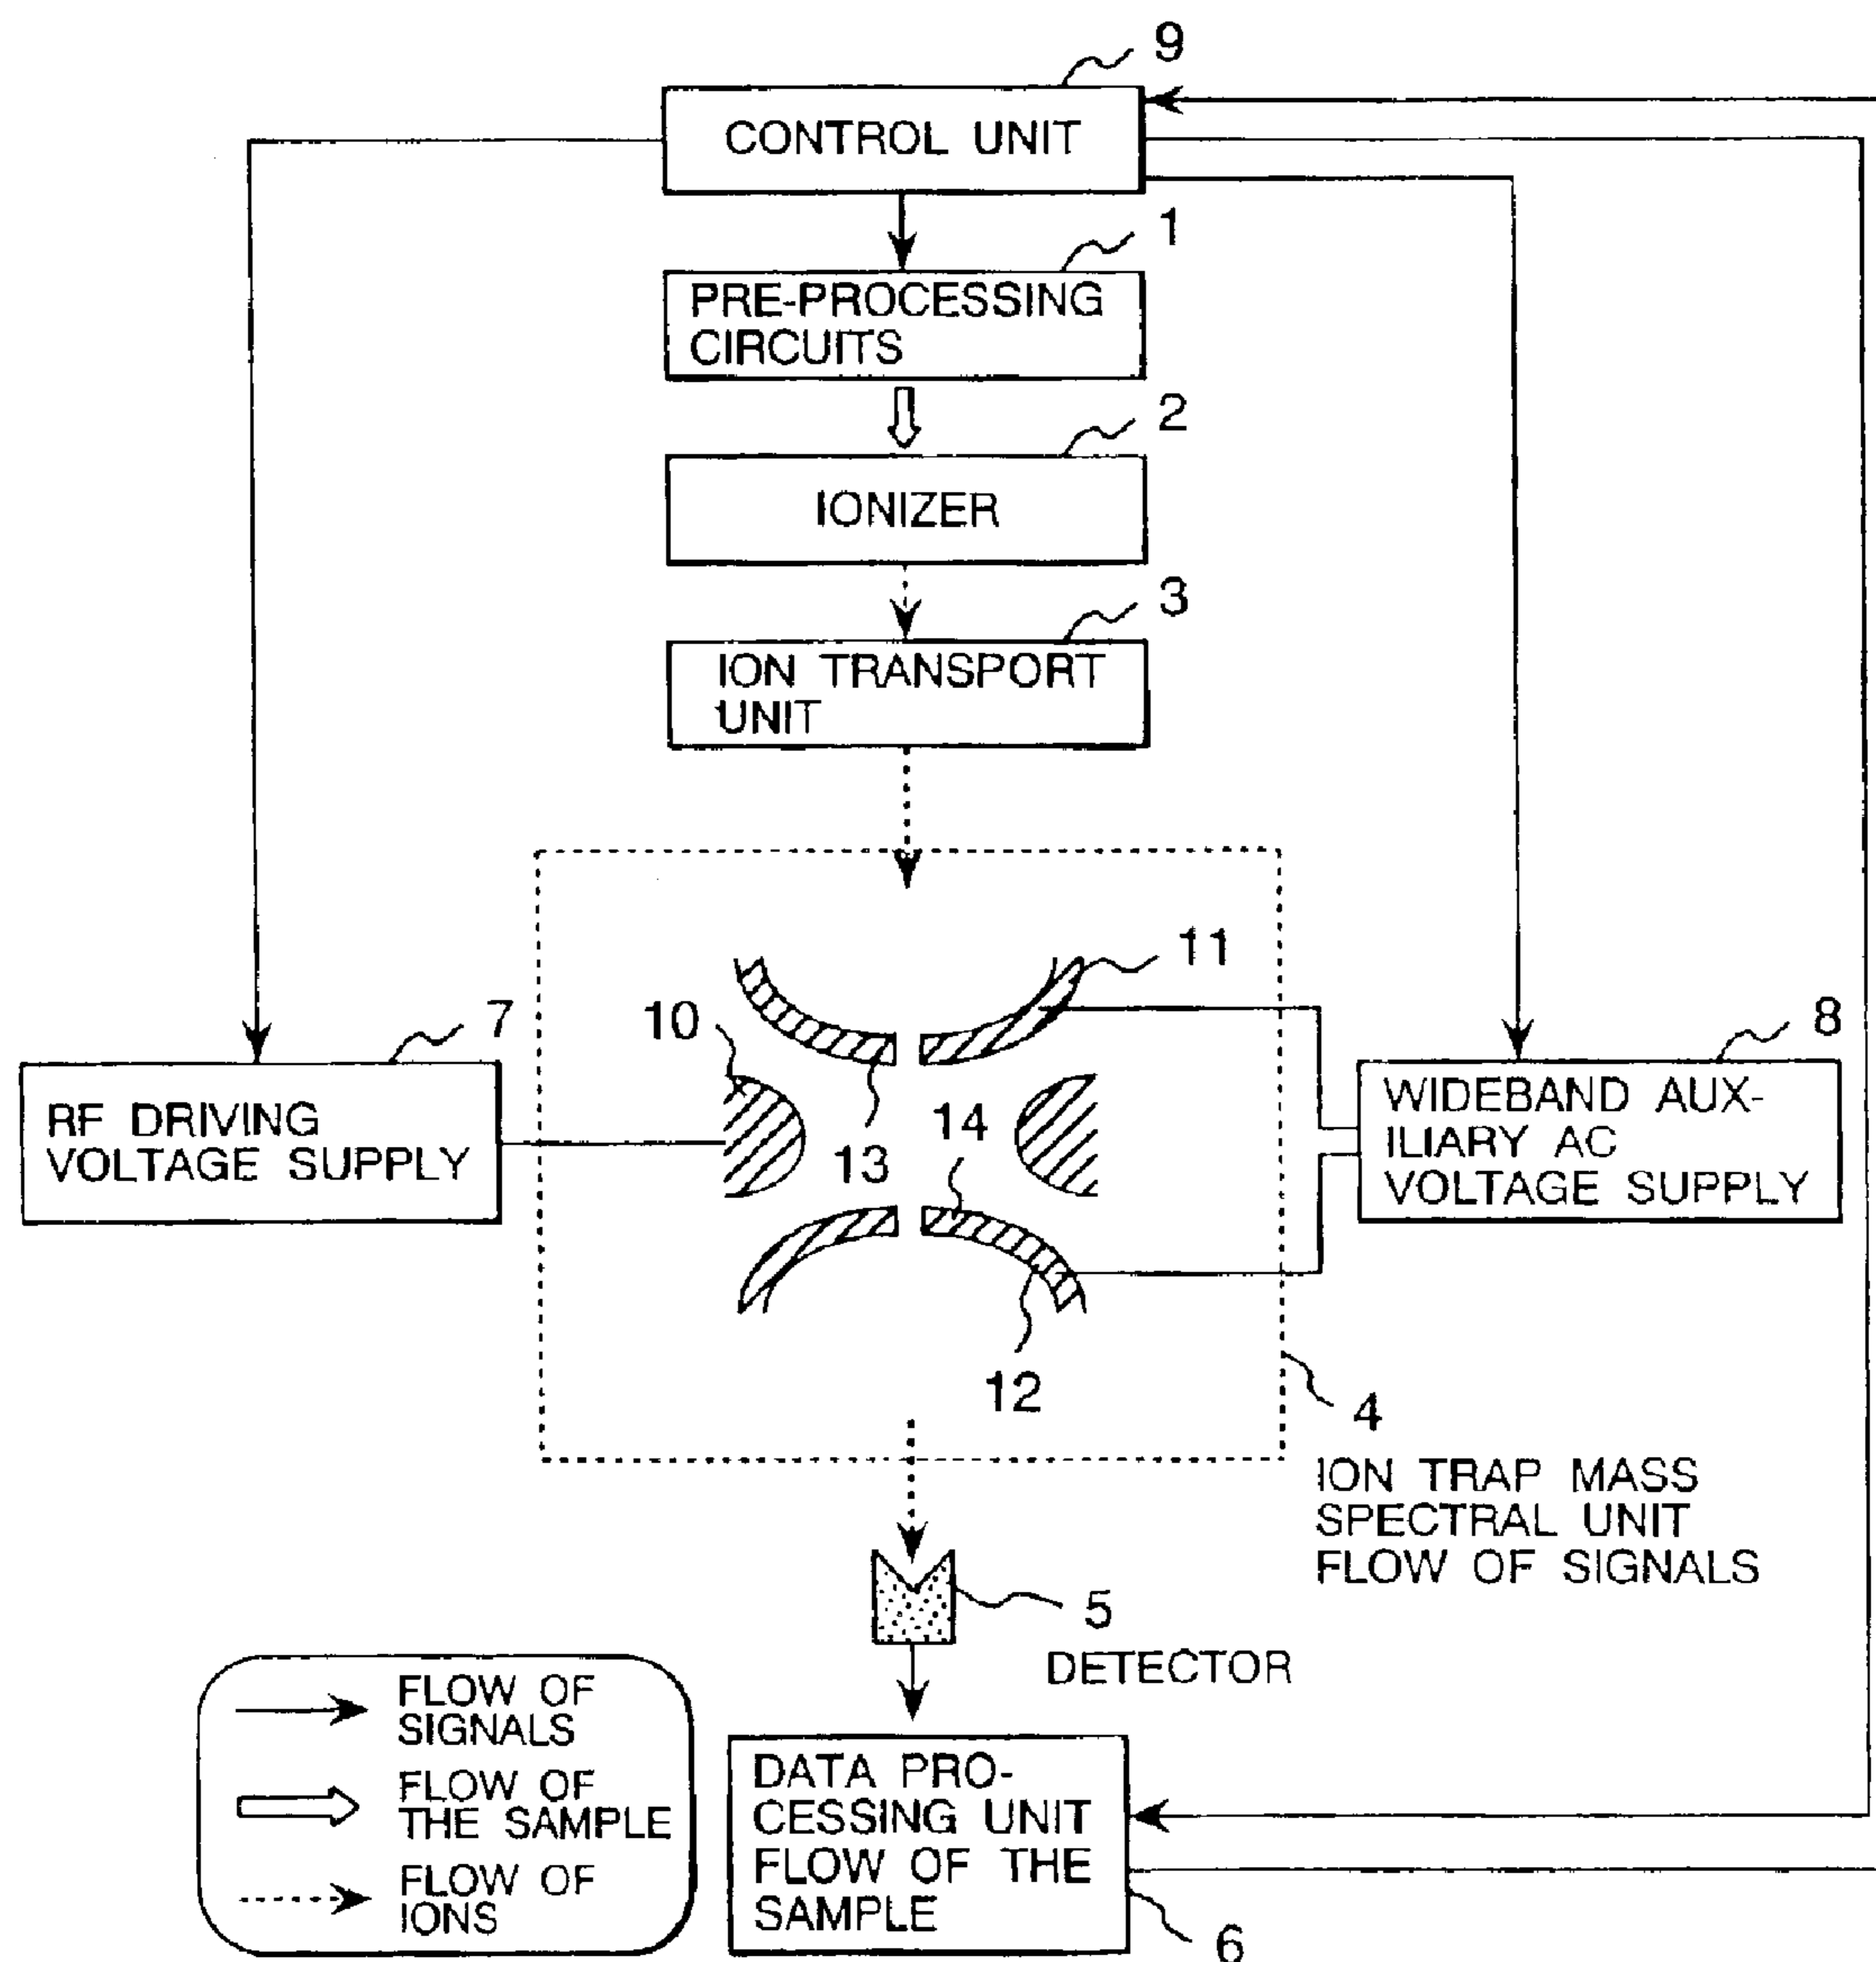 9
CONTROL UNIT
1
PRE-PROCESSING
CIRCUITS
2
IONIZER
3
ION TRANSPORT
UNIT
11
10
7
8
RF DRIVING
VOLTAGE SUPPLY
13
14
WIDEBAND AUX-
ILIARY AC
VOLTAGE SUPPLY
12
4
ION TRAP MASS
SPECTRAL UNIT
FLOW OF SIGNALS
5
DETECTOR
FLOW OF
SIGNALS
FLOW OF
THE SAMPLE
FLOW OF
IONS
DATA PRO-
CESSING UNIT
FLOW OF THE
SAMPLE
6